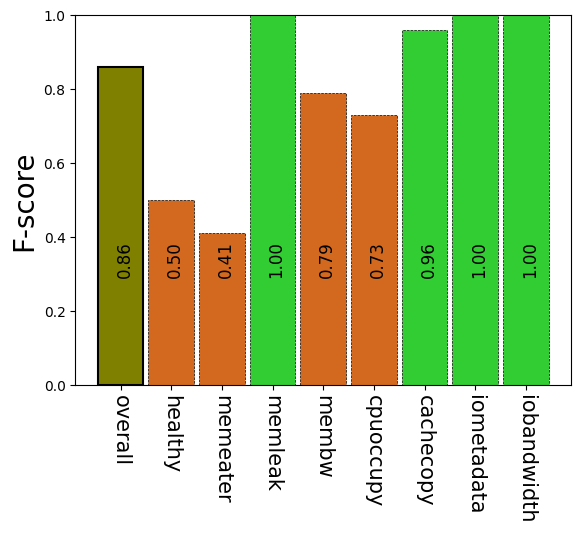 F-score
1.0
0.8
0.6
0.4
0.2
0.0
0.86
0.50
0.41
1.00
0.79
0.73
0.96
1.00
1.00
overall
healthy
memeater
memleak
membw
cpuoccupy
cachecopy
iometadata
iobandwidth